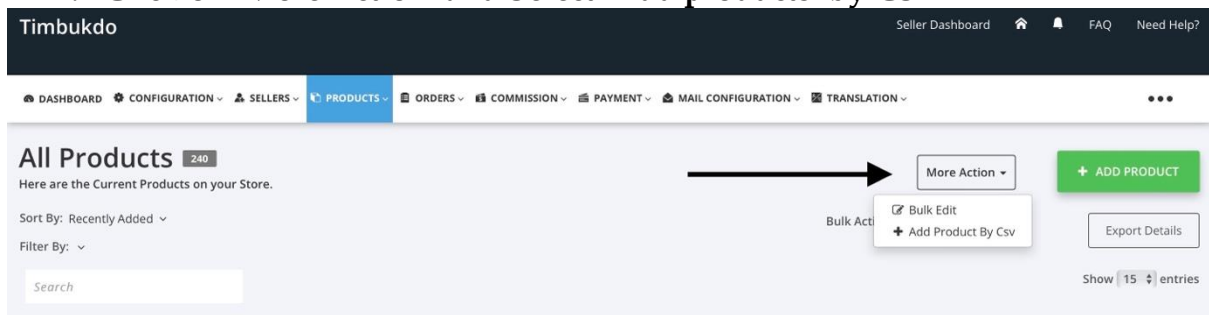 Timbukdo Seller Dashboard FAQ Need Help?
DASHBOARD CONFIGURATION SELLERS PRODUCTS ORDERS COMMISSION PAYMENT MAIL CONFIGURATION TRANSLATION
All Products 240
Here are the Current Products on your Store.
More Action
+ ADD PRODUCT
Sort By: Recently Added
Bulk Acti
Bulk Edit
Add Product By Csv
Export Details
Filter By:
Search
Show 15 entries